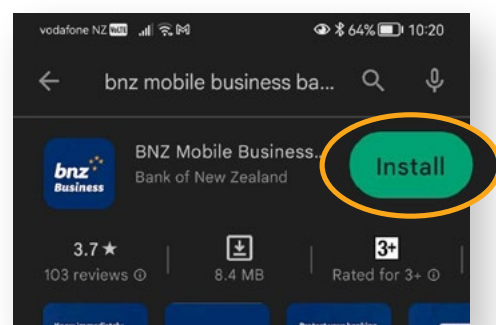 vodafone NZ VoLTE 64% 10:20
bnz mobile business ba...
bnz
Business
BNZ Mobile Business...
Bank of New Zealand
Install
3.7★
103 reviews
8.4 MB
3+
Rated for 3+